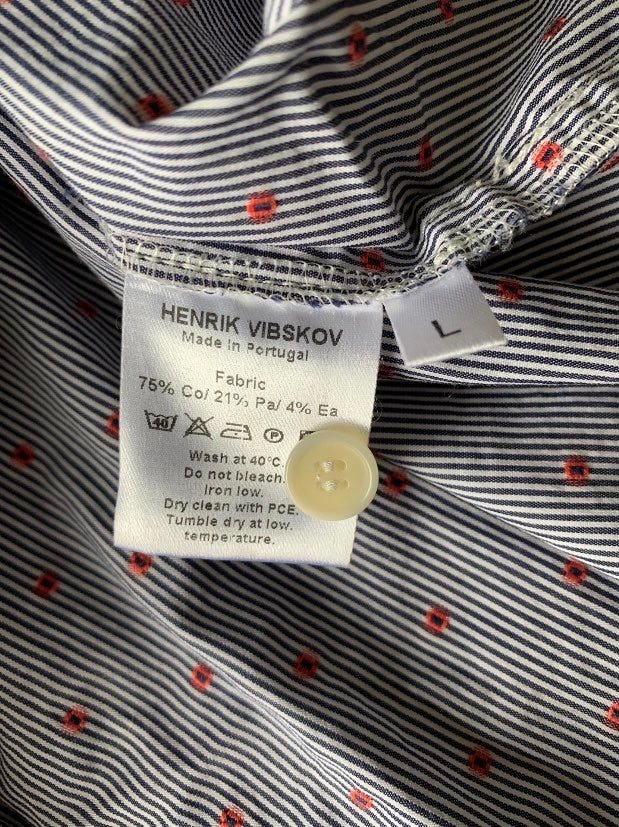 HENRIK VIBSKOV
Made in Portugal
Fabric
75% Co/ 21% Pa/ 4% Ea
40
P
Wash at 40°C.
Do not bleach.
Iron low.
Dry clean with PCE.
Tumble dry at low.
temperature.
L